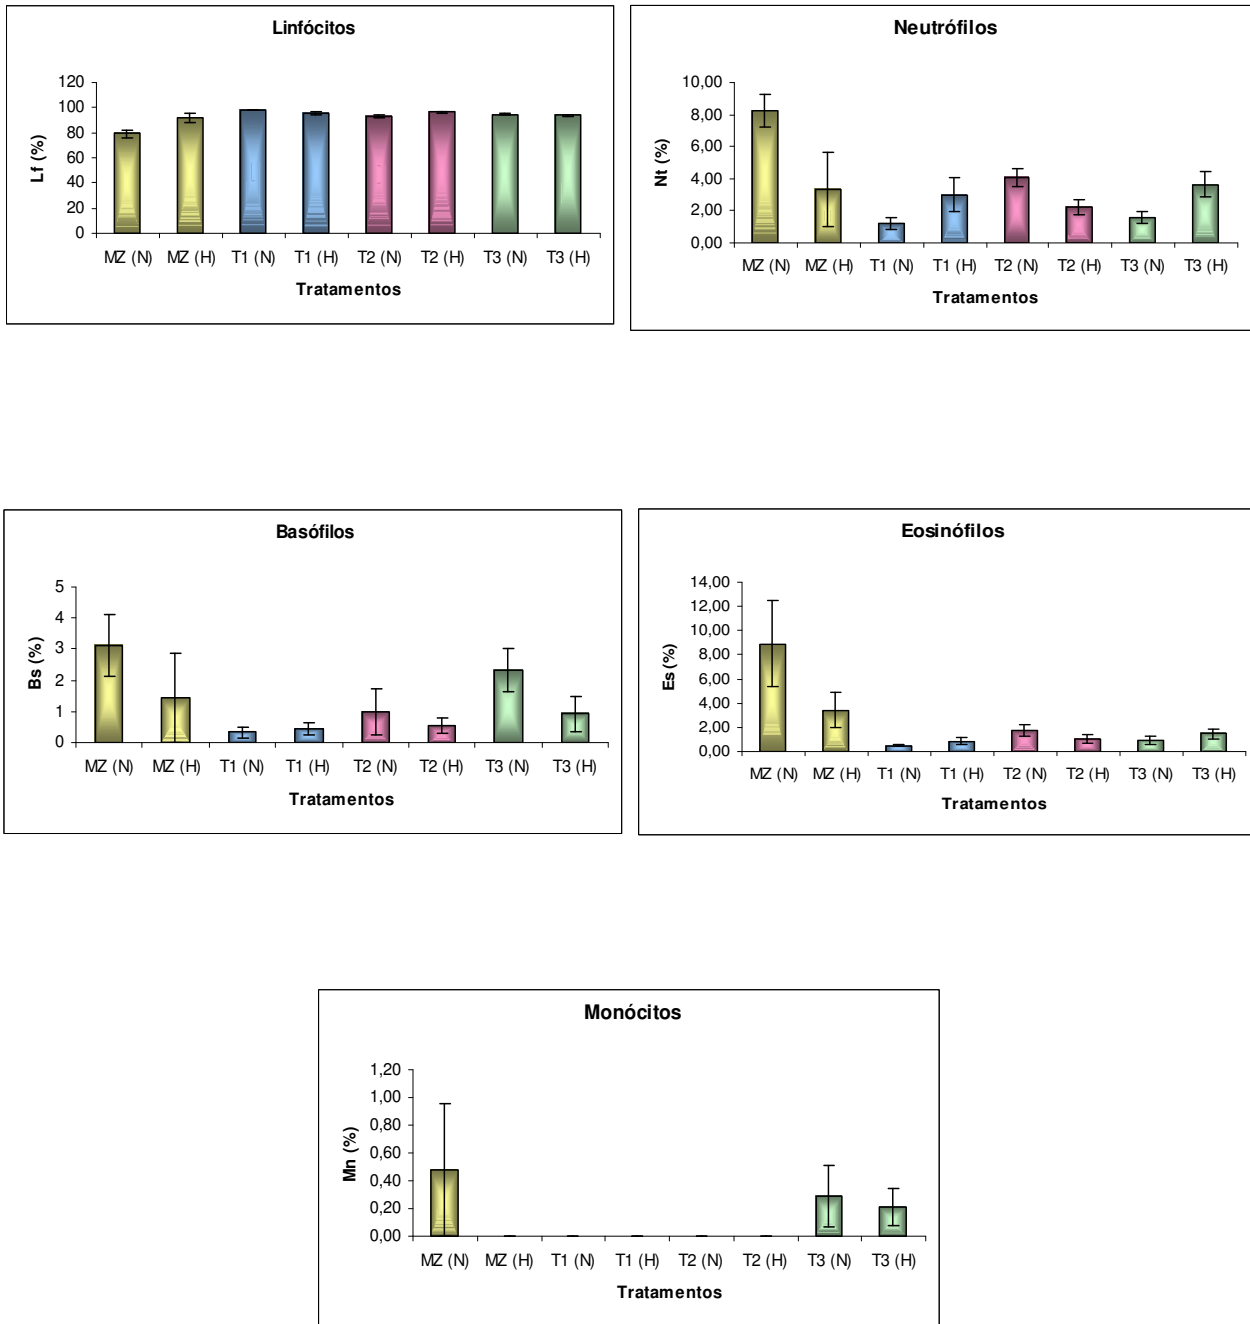 Linfócitos
120
100
80
60
40
20
0
Lf (%)
MZ (N) MZ (H) T1 (N) T1 (H) T2 (N) T2 (H) T3 (N) T3 (H)
Tratamentos
Neutrófilos
10,00
8,00
6,00
4,00
2,00
0,00
Nt (%)
MZ (N) MZ (H) T1 (N) T1 (H) T2 (N) T2 (H) T3 (N) T3 (H)
Tratamentos
Basófilos
5
4
3
2
1
0
Bs (%)
MZ (N) MZ (H) T1 (N) T1 (H) T2 (N) T2 (H) T3 (N) T3 (H)
Tratamentos
Eosinófilos
14,00
12,00
10,00
8,00
6,00
4,00
2,00
0,00
Es (%)
MZ (N) MZ (H) T1 (N) T1 (H) T2 (N) T2 (H) T3 (N) T3 (H)
Tratamentos
Monócitos
1,20
1,00
0,80
0,60
0,40
0,20
0,00
Mn (%)
MZ (N) MZ (H) T1 (N) T1 (H) T2 (N) T2 (H) T3 (N) T3 (H)
Tratamentos